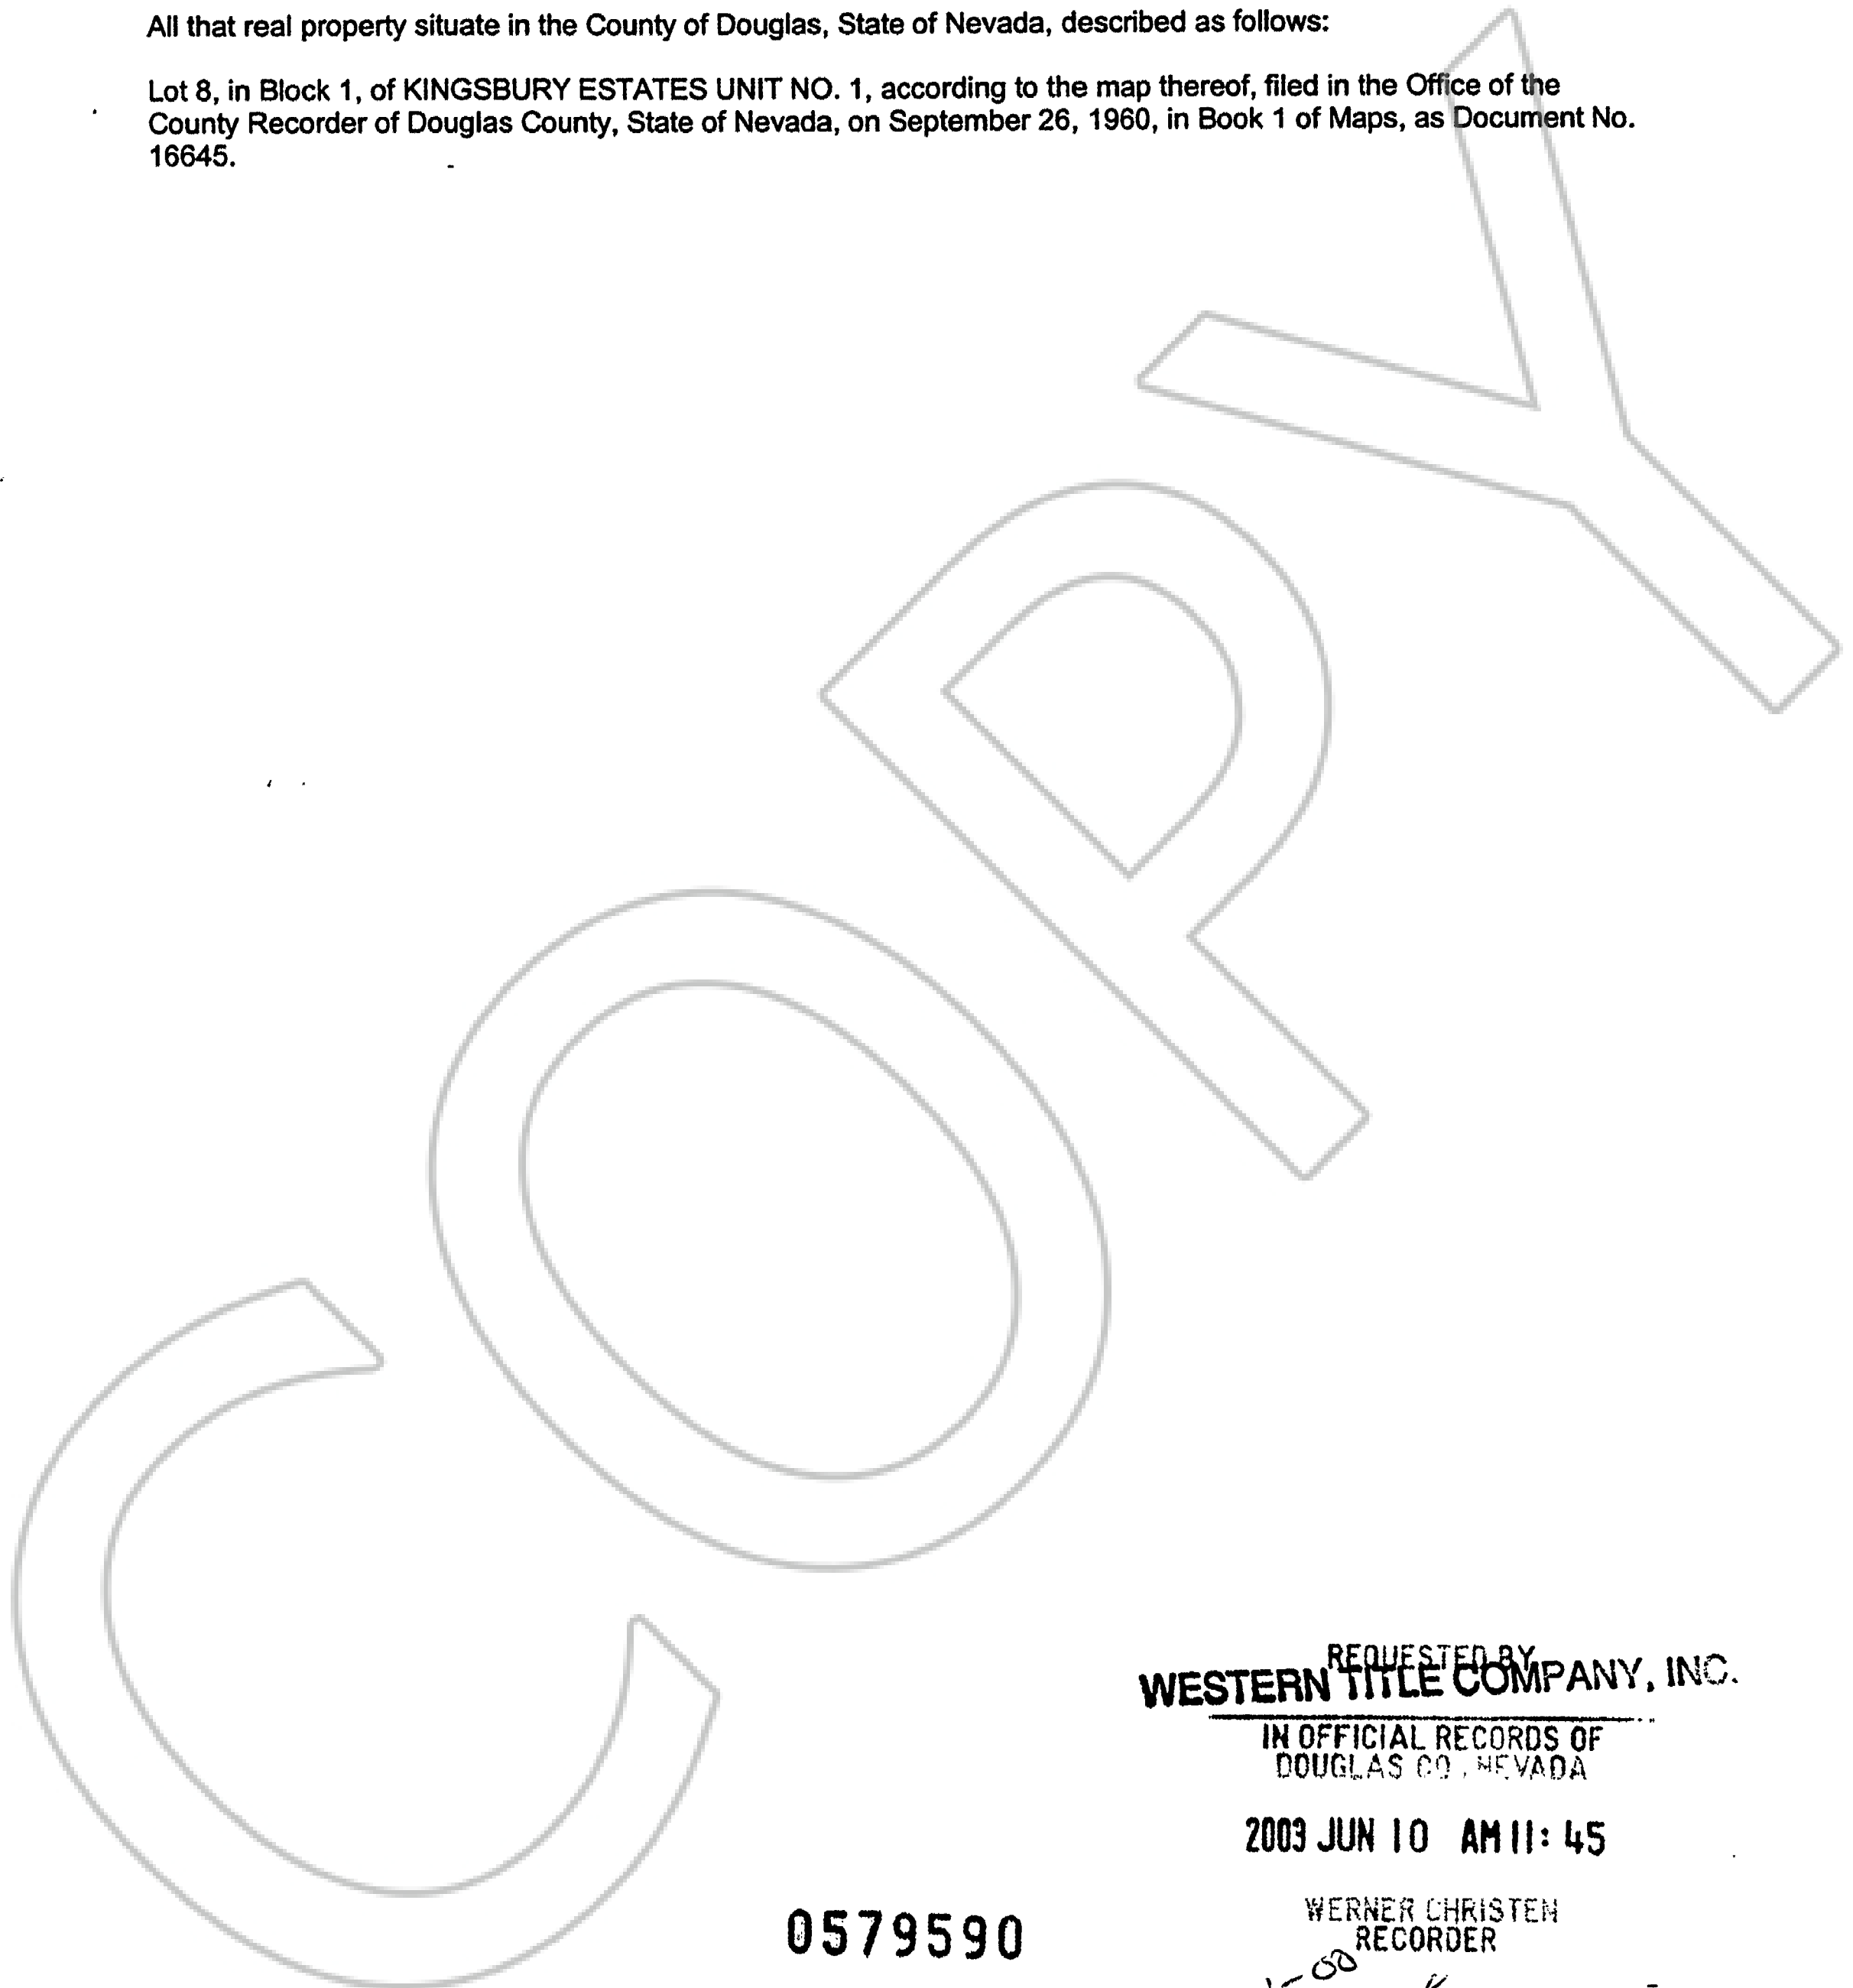 All that real property situate in the County of Douglas, State of Nevada, described as follows:
Lot 8, in Block 1, of KINGSBURY ESTATES UNIT NO. 1, according to the map thereof, filed in the Office of the
County Recorder of Douglas County, State of Nevada, on September 26, 1960, in Book 1 of Maps, as Document No.
16645.
COPY
REQUESTED BY
WESTERN TITLE COMPANY, INC.
IN OFFICIAL RECORDS OF
DOUGLAS CO., NEVADA
2003 JUN 10 AM 11: 45
WERNER CHRISTEN
RECORDER
0579590